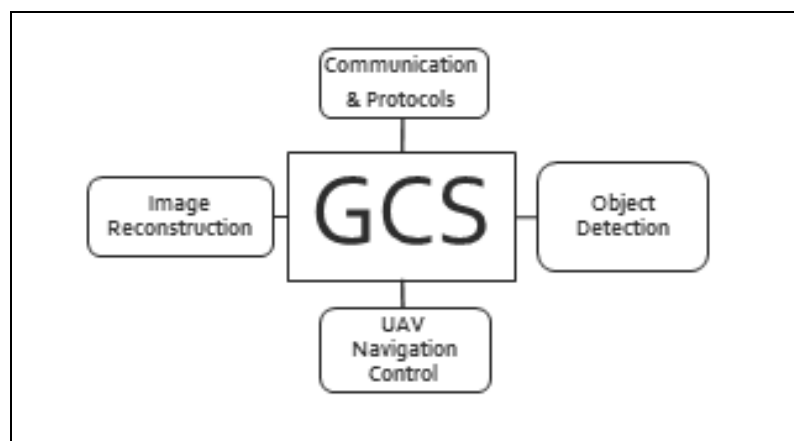 Communication
& Protocols
Image
Reconstruction
GCS
Object
Detection
UAV
Navigation
Control